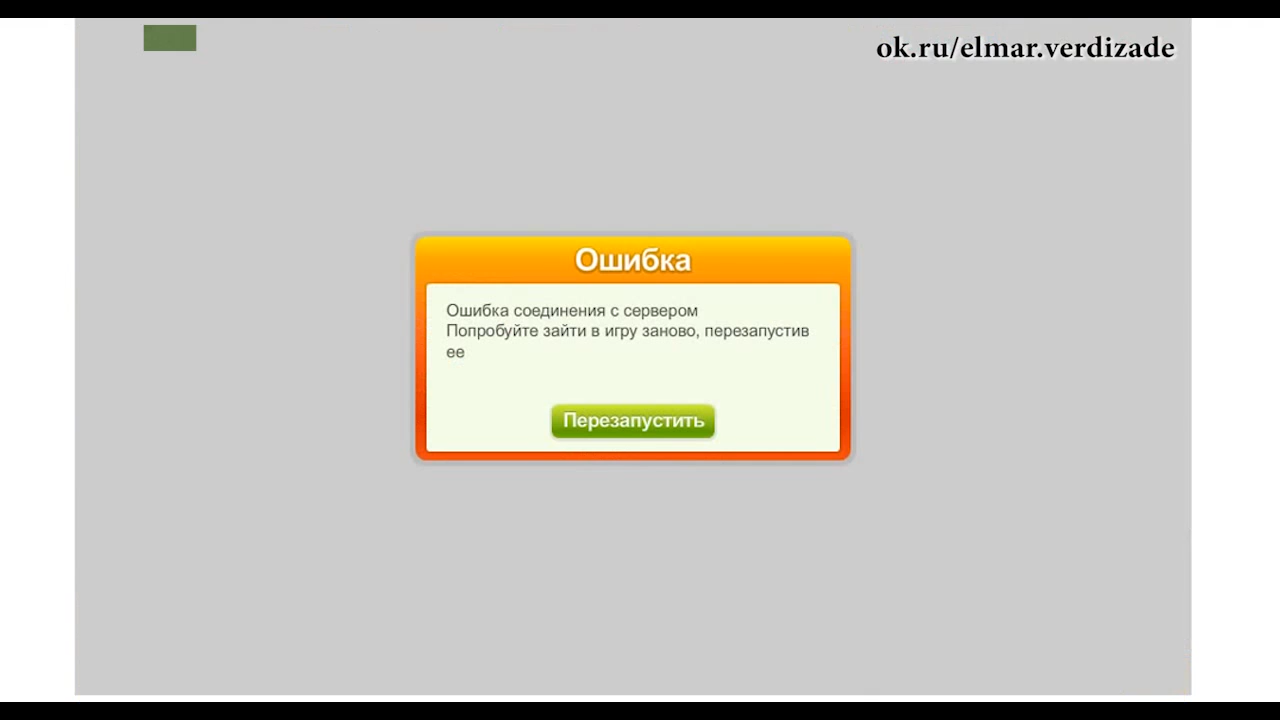 ok.ru/elmar.verdizade
Ошибка
Ошибка соединения с сервером
Попробуйте зайти в игру заново, перезапустив
ее
Перезапустить